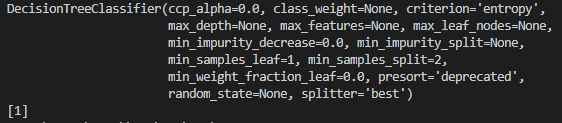 DecisionTreeClassifier(ccp_alpha=0.0, class_weight=None, criterion='entropy',
                       max_depth=None, max_features=None, max_leaf_nodes=None,
                       min_impurity_decrease=0.0, min_impurity_split=None,
                       min_samples_leaf=1, min_samples_split=2,
                       min_weight_fraction_leaf=0.0, presort='deprecated',
                       random_state=None, splitter='best')
[1]